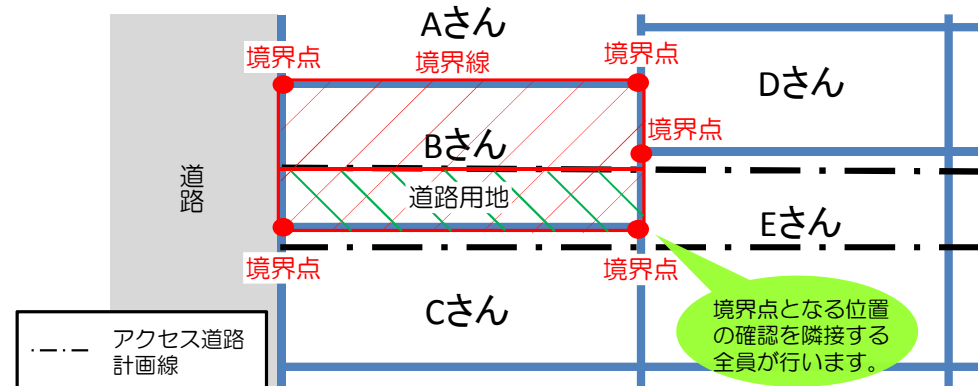 Aさん
境界点
境界線
境界点
Dさん
境界点
Bさん
道路
道路用地
Eさん
境界点
境界点
Cさん
境界点となる位置
の確認を隣接する
全員が行います。
アクセス道路
計画線